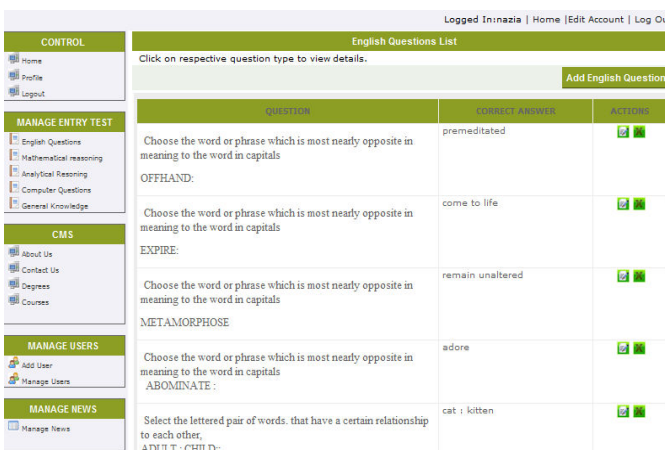 Logged In:nazia | Home |Edit Account | Log Ou
CONTROL
Home
Profile
Logout
MANAGE ENTRY TEST
English Questions
Mathematical reasoning
Analytical Resoning
Computer Questions
General Knowledge
CMS
About Us
Contact Us
Degrees
Courses
MANAGE USERS
Add User
Manage Users
MANAGE NEWS
Manage News
English Questions List
Click on respective question type to view details.
Add English Question
QUESTION CORRECT ANSWER ACTIONS
Choose the word or phrase which is most nearly opposite in premeditated
meaning to the word in capitals
OFFHAND:
Choose the word or phrase which is most nearly opposite in come to life
meaning to the word in capitals
EXPIRE:
Choose the word or phrase which is most nearly opposite in remain unaltered
meaning to the word in capitals
METAMORPHOSE
Choose the word or phrase which is most nearly opposite in adore
meaning to the word in capitals
ABOMINATE :
Select the lettered pair of words. that have a certain relationship cat : kitten
to each other,
ADULT : CHILD::